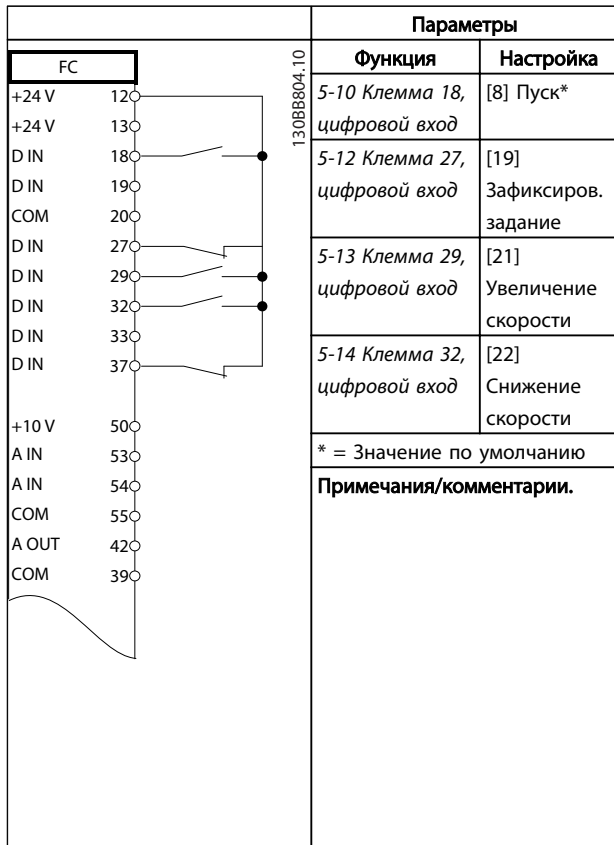 FC
+24 V 12
+24 V 13
D IN 18
D IN 19
COM 20
D IN 27
D IN 29
D IN 32
D IN 33
D IN 37
+10 V 50
A IN 53
A IN 54
COM 55
A OUT 42
COM 39
130BB804.10
Параметры
Функция Настройка
5-10 Клемма 18, [8] Пуск*
цифровой вход
5-12 Клемма 27, [19]
цифровой вход Зафиксиров.
задание
5-13 Клемма 29, [21]
цифровой вход Увеличение
скорости
5-14 Клемма 32, [22]
цифровой вход Снижение
скорости
* = Значение по умолчанию
Примечания/комментарии.